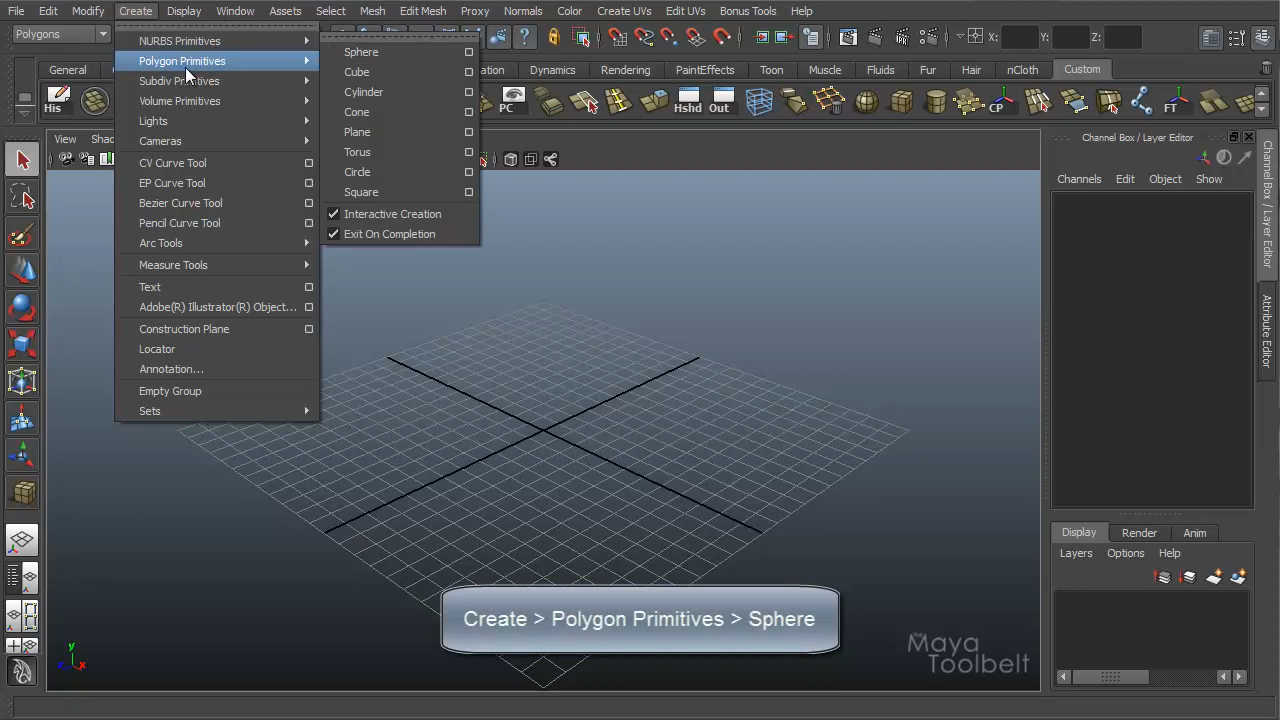 File Edit Modify Create Display Window Assets Select Mesh Edit Mesh Proxy Normals Color Create UVs Edit UVs Bonus Tools Help
Polygons
X: Y: Z:
General
Dynamics Rendering PaintEffects Toon Muscle Fluids Fur Hair nCloth Custom
His
PC Hshd Out CP FT
NURBS Primitives
Polygon Primitives
Subdiv Primitives
Volume Primitives
Lights
Cameras
CV Curve Tool
EP Curve Tool
Bezier Curve Tool
Pencil Curve Tool
Arc Tools
Measure Tools
Text
Adobe(R) Illustrator(R) Object...
Construction Plane
Locator
Annotation...
Empty Group
Sets
Sphere
Cube
Cylinder
Cone
Plane
Torus
Circle
Square
Interactive Creation
Exit On Completion
View
Channel Box / Layer Editor
Channels Edit Object Show
Channel Box / Layer Editor
Attribute Editor
Display Render Anim
Layers Options Help
Create > Polygon Primitives > Sphere
the
Maya
Toolbelt
y
z x